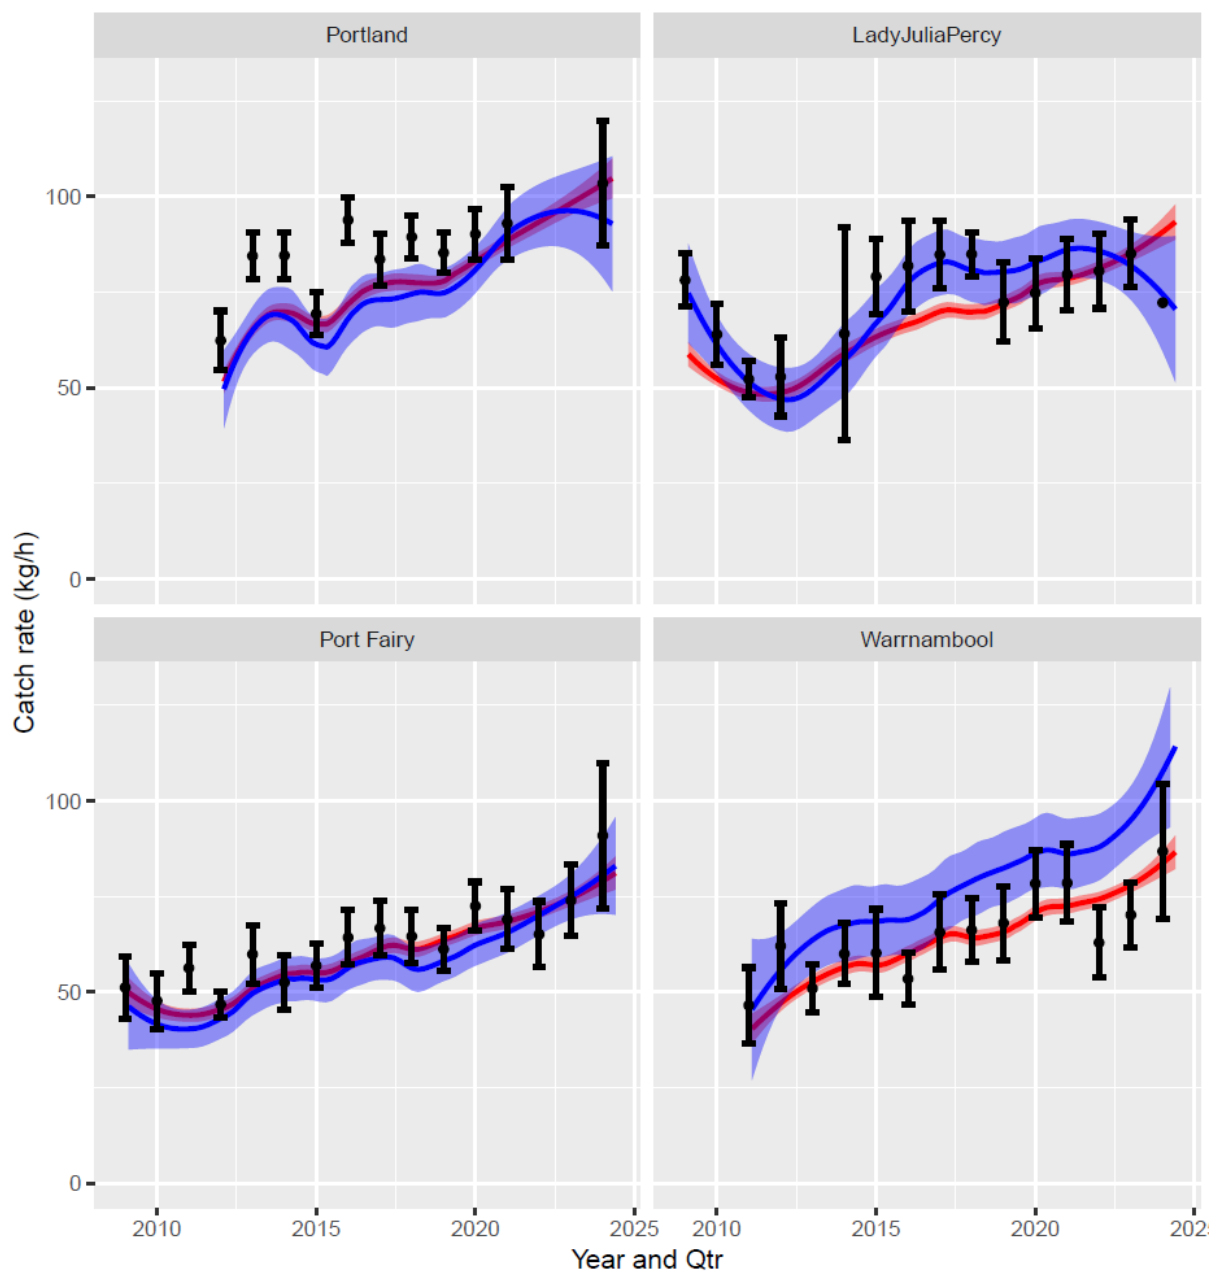 Portland
LadyJuliaPercy
100
50
0
Port Fairy
Warrnambool
100
50
0
Catch rate (kg/h)
2010 2015 2020 2025 2010 2015 2020 202
Year and Qtr